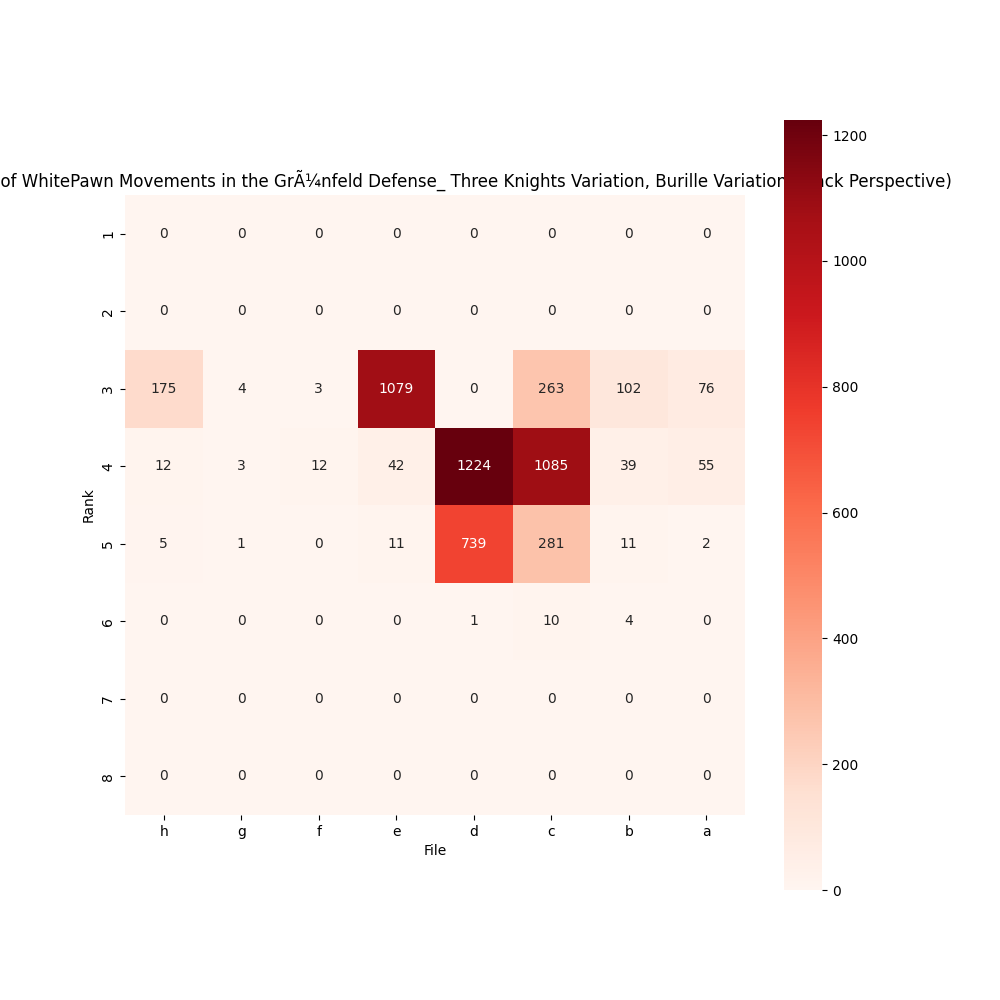 1200
of WhitePawn Movements in the GrÃ¼nfeld Defense_ Three Knights Variation, Burille Variation ack Perspective)
1 0 0 0 0 0 0 0 0
1000
2 0 0 0 0 0 0 0 0
3 175 4 3 1079 0 263 102 76
800
4 12 3 12 42 1224 1085 39 55
Rank
600
5 5 1 0 11 739 281 11 2
6 0 0 0 0 1 10 4 0
400
7 0 0 0 0 0 0 0 0
200
8 0 0 0 0 0 0 0 0
h g f e d c b a
File
0